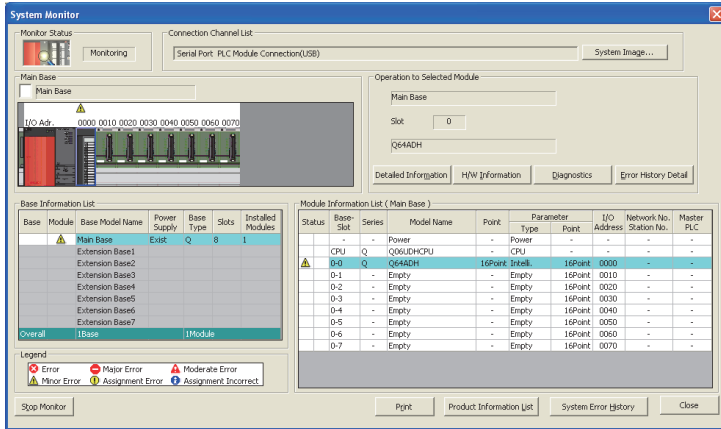 System Monitor
Monitor Status
Monitoring
Connection Channel List
Serial Port PLC Module Connection(USB)
System Image...
Main Base
Main Base
I/O Adr. 0000 0010 0020 0030 0040 0050 0060 0070
Operation to Selected Module
Main Base
Slot 0
Q64ADH
Detailed Information H/W Information Diagnostics Error History Detail
Base Information List
Base Module Base Model Name Power Supply Base Type Slots Installed Modules
Main Base Exist Q 8 1
Extension Base1
Extension Base2
Extension Base3
Extension Base4
Extension Base5
Extension Base6
Extension Base7
Overall 1Base 1Module
Legend
Error Major Error Moderate Error
Minor Error Assignment Error Assignment Incorrect
Module Information List ( Main Base )
Status Base-Slot Series Model Name Point Parameter Type Point I/O Address Network No. Station No. Master PLC
- - Power - Power - - - -
CPU Q Q06UDHCPU - CPU - - - -
0-0 Q Q64ADH 16Point Intelli. 16Point 0000 - -
0-1 - Empty - Empty 16Point 0010 - -
0-2 - Empty - Empty 16Point 0020 - -
0-3 - Empty - Empty 16Point 0030 - -
0-4 - Empty - Empty 16Point 0040 - -
0-5 - Empty - Empty 16Point 0050 - -
0-6 - Empty - Empty 16Point 0060 - -
0-7 - Empty - Empty 16Point 0070 - -
Stop Monitor Print Product Information List System Error History Close